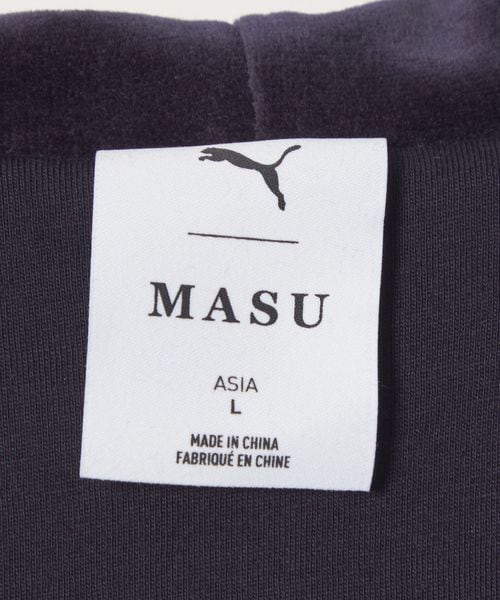 MASU
ASIA
L
MADE IN CHINA
FABRIQUÉ EN CHINE